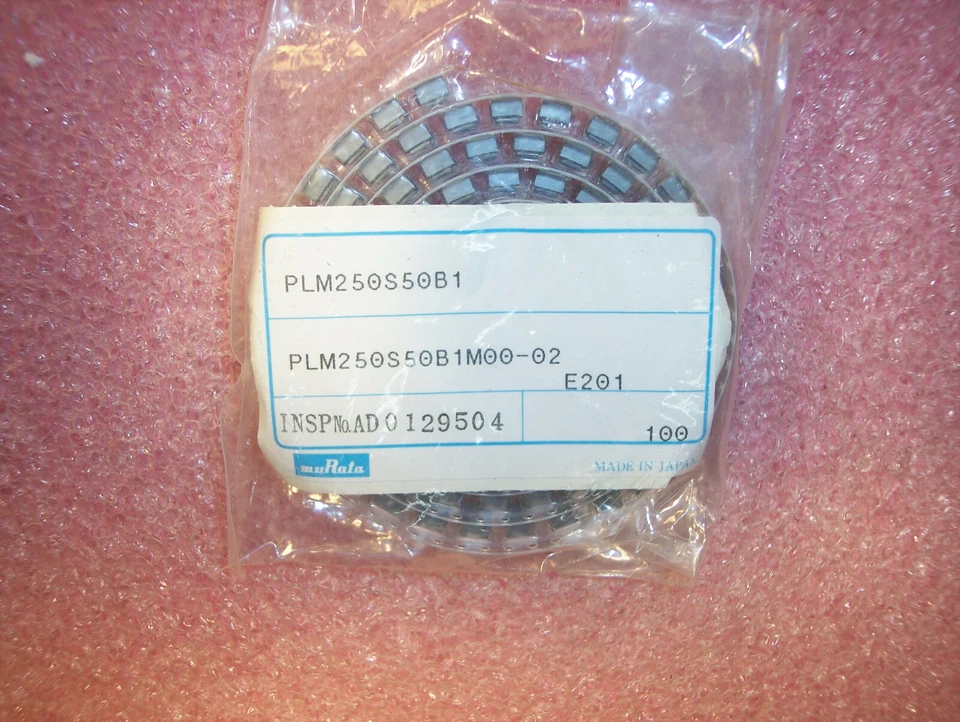 PLM250S50B1
PLM250S50B1M00-02
E201
INSPNo.AD0129504
100
muRata
MADE IN JAPAN